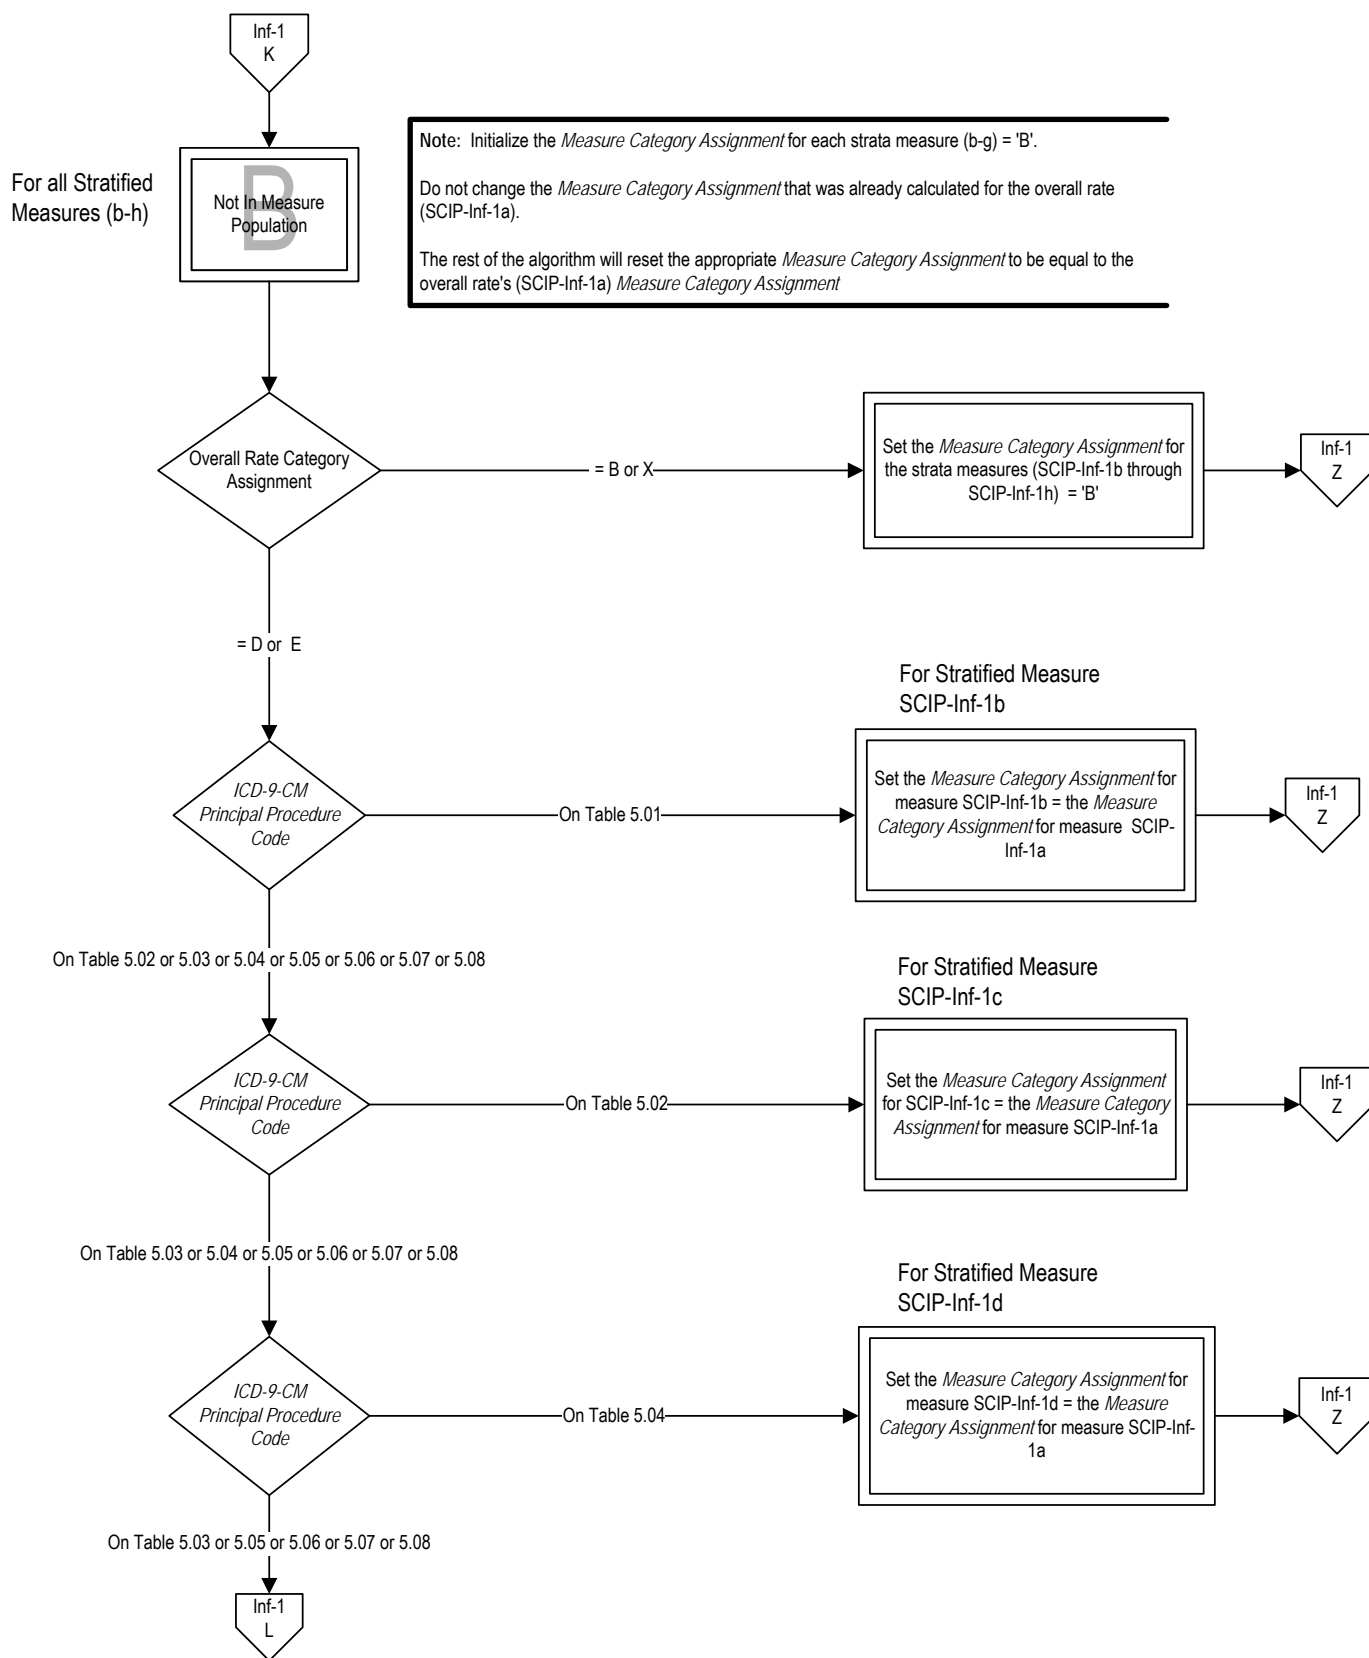 Inf-1
K
For all Stratified
Measures (b-h)
B
Not In Measure
Population
Note: Initialize the Measure Category Assignment for each strata measure (b-g) = 'B'.
Do not change the Measure Category Assignment that was already calculated for the overall rate
(SCIP-Inf-1a).
The rest of the algorithm will reset the appropriate Measure Category Assignment to be equal to the
overall rate's (SCIP-Inf-1a) Measure Category Assignment
Overall Rate Category
Assignment
= B or X
Set the Measure Category Assignment for
the strata measures (SCIP-Inf-1b through
SCIP-Inf-1h) = 'B'
Inf-1
Z
= D or E
For Stratified Measure
SCIP-Inf-1b
ICD-9-CM
Principal Procedure
Code
On Table 5.01
Set the Measure Category Assignment for
measure SCIP-Inf-1b = the Measure
Category Assignment for measure SCIP-
Inf-1a
Inf-1
Z
On Table 5.02 or 5.03 or 5.04 or 5.05 or 5.06 or 5.07 or 5.08
For Stratified Measure
SCIP-Inf-1c
ICD-9-CM
Principal Procedure
Code
On Table 5.02
Set the Measure Category Assignment
for SCIP-Inf-1c = the Measure Category
Assignment for measure SCIP-Inf-1a
Inf-1
Z
On Table 5.03 or 5.04 or 5.05 or 5.06 or 5.07 or 5.08
For Stratified Measure
SCIP-Inf-1d
ICD-9-CM
Principal Procedure
Code
On Table 5.04
Set the Measure Category Assignment for
measure SCIP-Inf-1d = the Measure
Category Assignment for measure SCIP-Inf-
1a
Inf-1
Z
On Table 5.03 or 5.05 or 5.06 or 5.07 or 5.08
Inf-1
L